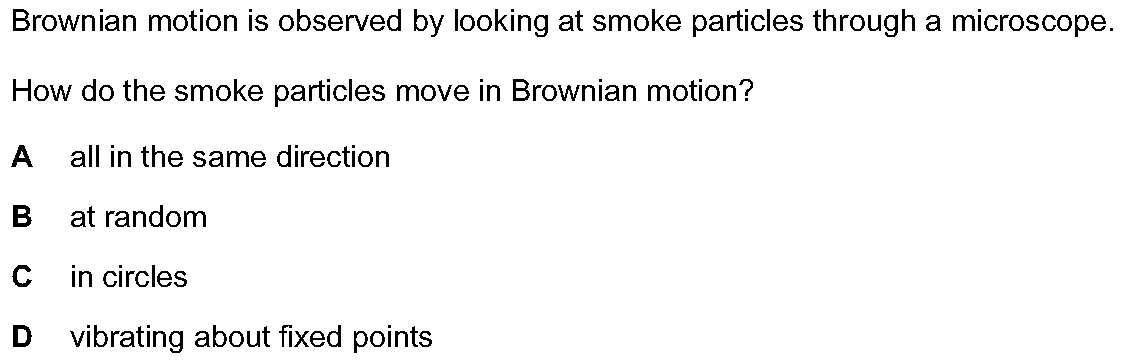 Brownian motion is observed by looking at smoke particles through a microscope.
How do the smoke particles move in Brownian motion?
A all in the same direction
B at random
C in circles
D vibrating about fixed points